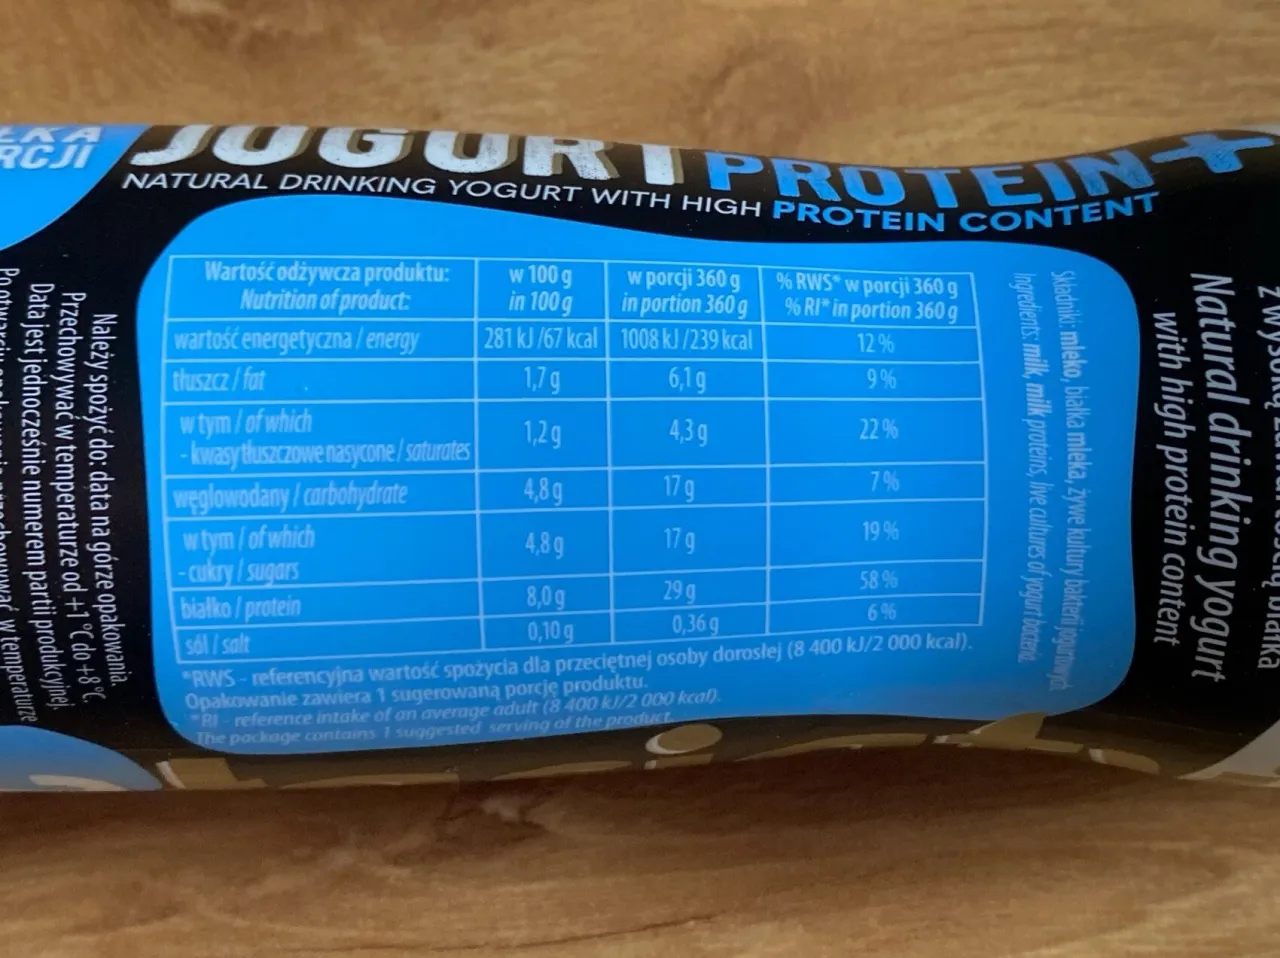 ŁKA
RCJI
JOGURT PROTEIN+
NATURAL DRINKING YOGURT WITH HIGH PROTEIN CONTENT
Wartość odżywcza produktu: w 100 g w porcji 360 g % RWS* w porcji 360 g
Nutrition of product: in 100 g in portion 360 g % RI* in portion 360 g
wartość energetyczna / energy 281 kJ /67 kcal 1008 kJ /239 kcal 12 %
tłuszcz / fat 1,7 g 6,1 g 9 %
w tym / of which
- kwasy tłuszczowe nasycone / saturates 1,2 g 4,3 g 22 %
węglowodany / carbohydrate 4,8 g 17 g 7 %
w tym / of which
- cukry / sugars 4,8 g 17 g 19 %
białko / protein 8,0 g 29 g 58 %
sól / salt 0,10 g 0,36 g 6 %
*RWS - referencyjna wartość spożycia dla przeciętnej osoby dorosłej (8 400 kJ/2 000 kcal).
Opakowanie zawiera 1 sugerowaną porcję produktu.
*RI - reference intake of an average adult (8 400 kJ/2 000 kcal).
The package contains 1 suggested serving of the product.
Składniki: mleko, białka mleka, żywe kultury bakterii jogurtowych.
Ingredients: milk, milk proteins, live cultures of yogurt bacteria.
Natural drinking yogurt
with high protein content
Należy spożyć do: data na górze opakowania.
Przechowywać w temperaturze od +1 °C do +8 °C.
Data jest jednocześnie numerem partii produkcyjnej.
Po otwarciu przechowywać w temperaturze